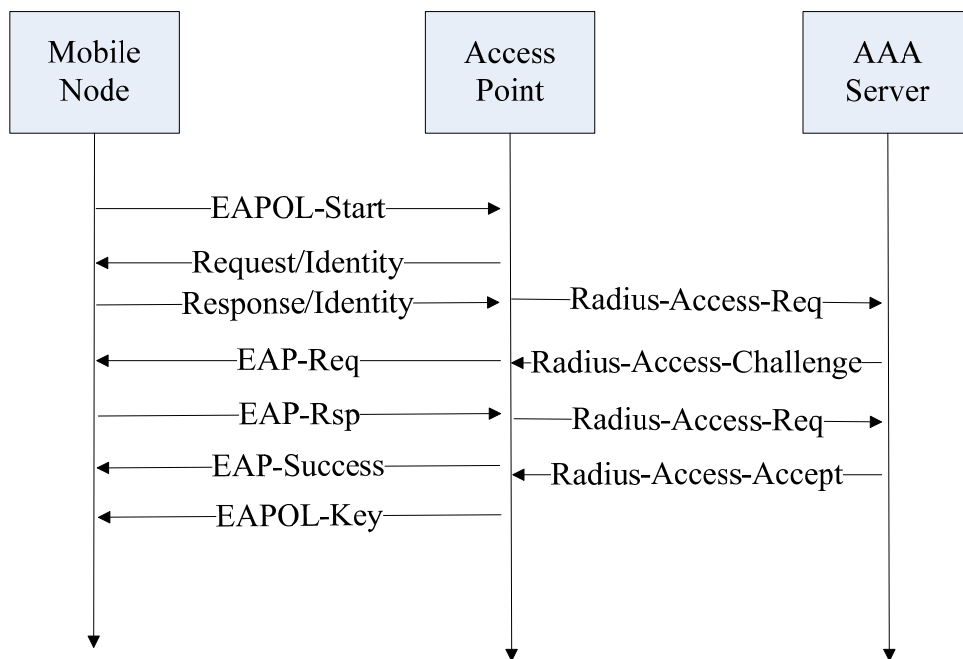 Mobile
Node
Access
Point
AAA
Server
EAPOL-Start
Request/Identity
Response/Identity
Radius-Access-Req
EAP-Req
Radius-Access-Challenge
EAP-Rsp
Radius-Access-Req
EAP-Success
Radius-Access-Accept
EAPOL-Key